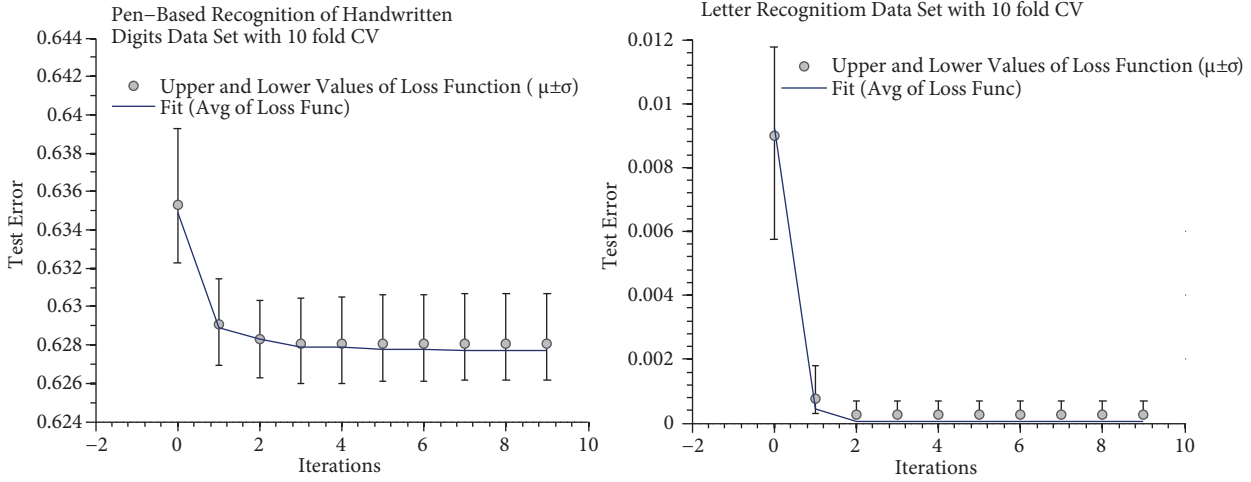 Pen−Based Recognition of Handwritten
Digits Data Set with 10 fold CV
Upper and Lower Values of Loss Function ( μ±σ)
Fit (Avg of Loss Func)
Test Error
0.644
0.642
0.64
0.638
0.636
0.634
0.632
0.63
0.628
0.626
0.624
−2
0
2
4
6
8
10
Iterations
Letter Recognitiom Data Set with 10 fold CV
Upper and Lower Values of Loss Function (μ±σ)
Fit (Avg of Loss Func)
Test Error
0.012
0.01
0.008
0.006
0.004
0.002
0
−2
0
2
4
6
8
10
Iterations